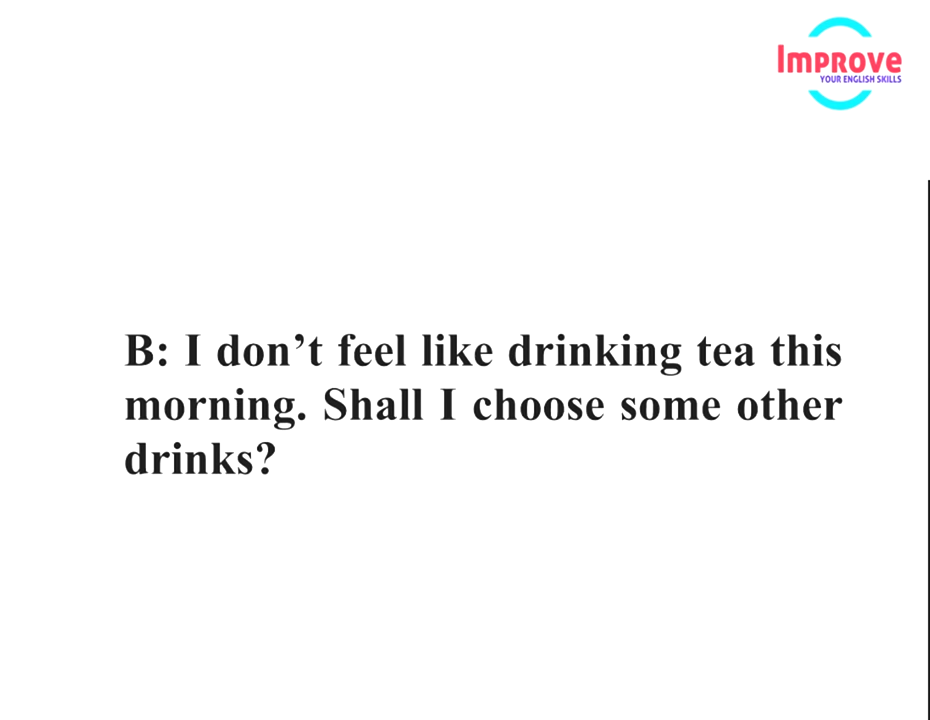 Improve
YOUR ENGLISH SKILLS
B: I don’t feel like drinking tea this
morning. Shall I choose some other
drinks?